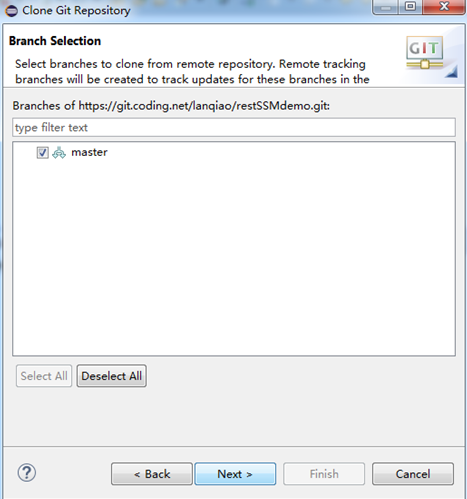 Clone Git Repository
Branch Selection
GIT
Select branches to clone from remote repository. Remote tracking
branches will be created to track updates for these branches in the
Branches of https://git.coding.net/lanqiao/restSSMdemo.git:
type filter text
master
Select All
Deselect All
?
< Back
Next >
Finish
Cancel